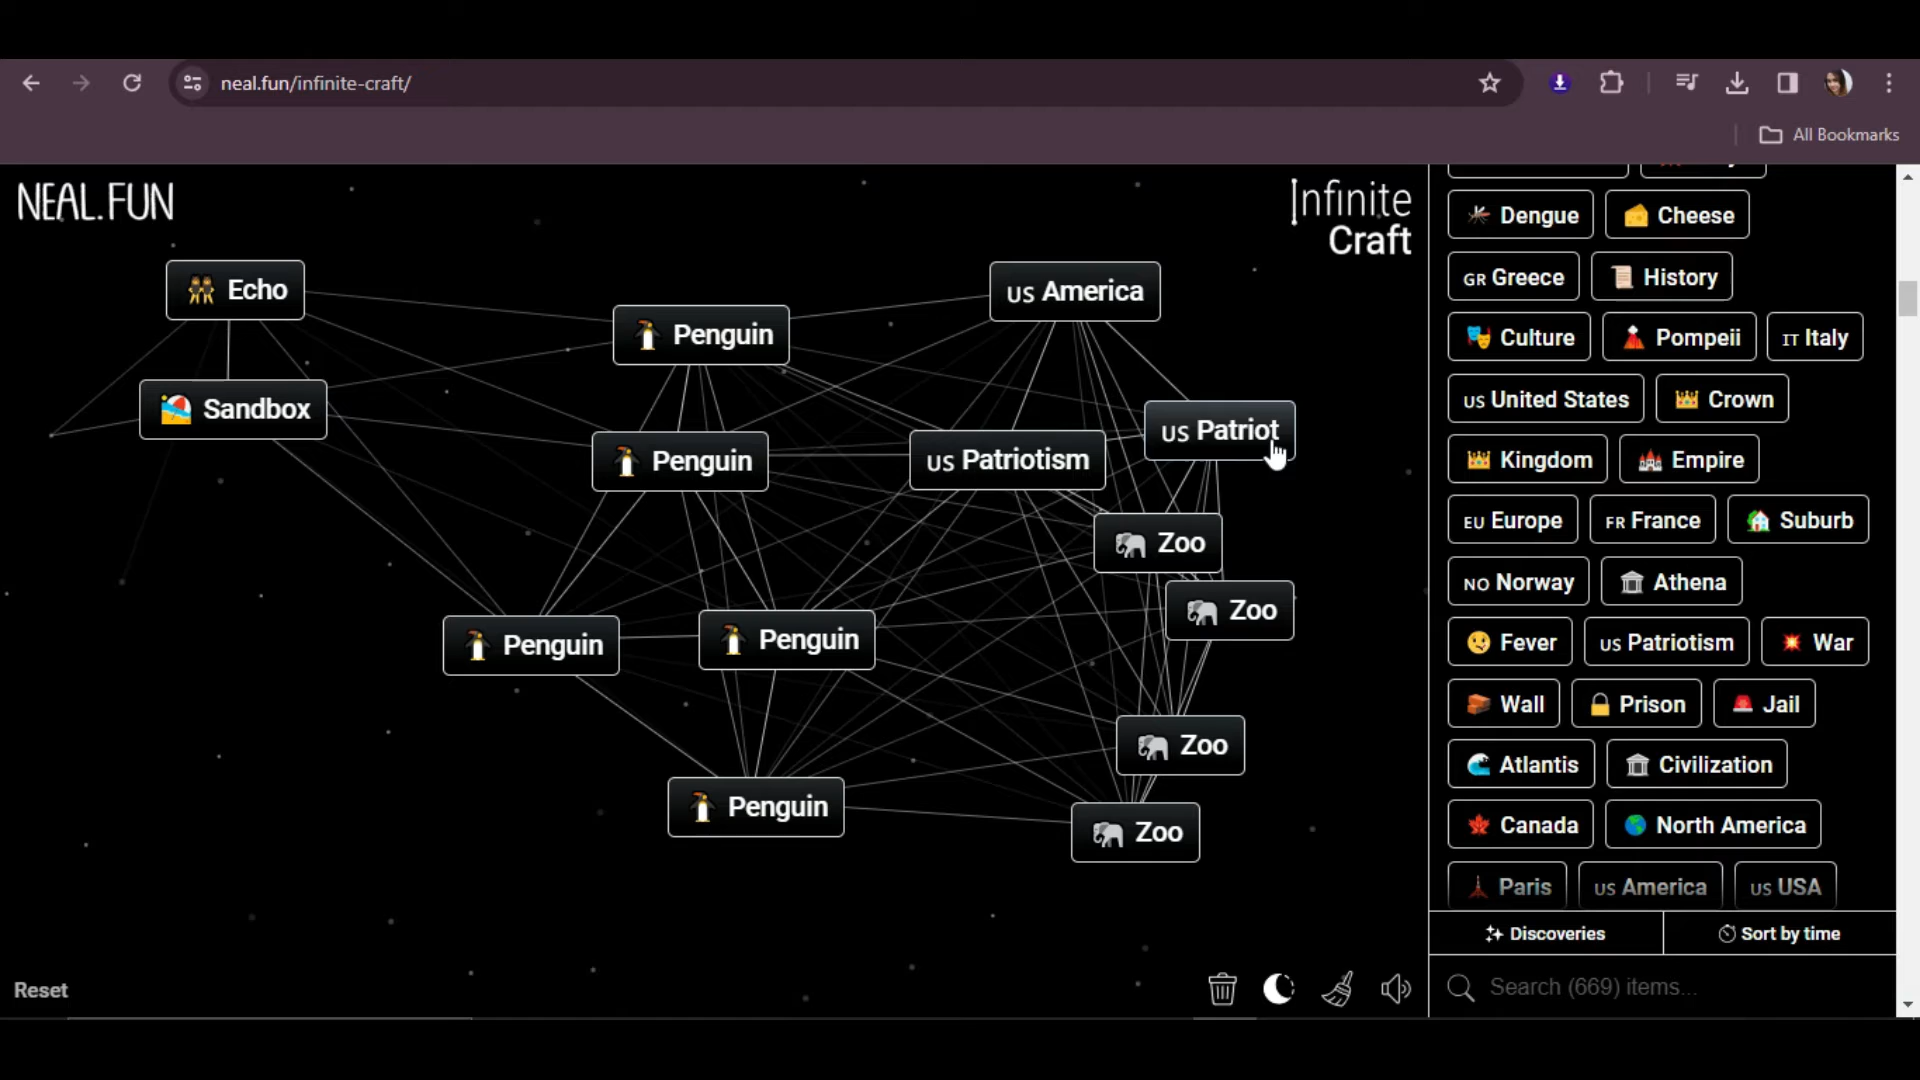 neal.fun/infinite-craft/
All Bookmarks
NEAL.FUN
Infinite
Craft
Echo
Sandbox
Penguin
US America
US Patriot
Penguin
US Patriotism
Zoo
Zoo
Penguin
Penguin
Zoo
Penguin
Zoo
Reset
Dengue Cheese
GR Greece History
Culture Pompeii IT Italy
US United States Crown
Kingdom Empire
EU Europe FR France Suburb
NO Norway Athena
Fever US Patriotism War
Wall Prison Jail
Atlantis Civilization
Canada North America
Paris US America US USA
Discoveries Sort by time
Search (669) items...